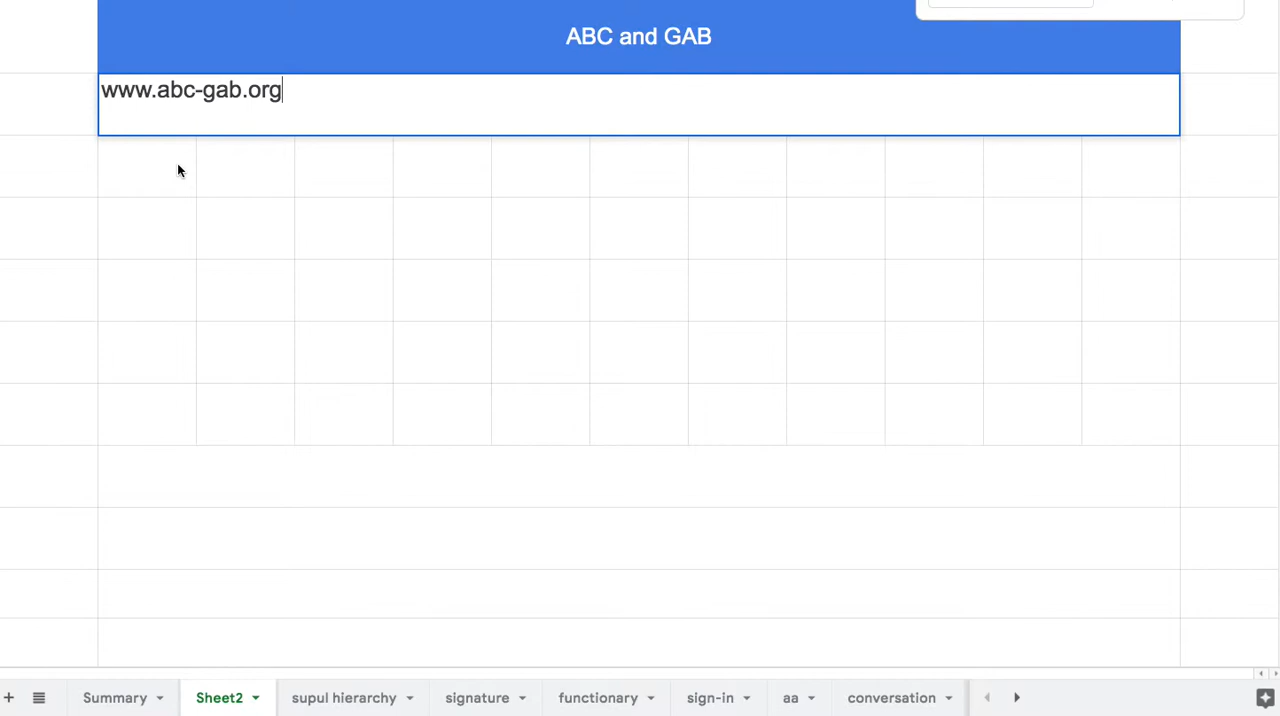 ABC and GAB
www.abc-gab.org
Summary
Sheet2
supul hierarchy
signature
functionary
sign-in
aa
conversation